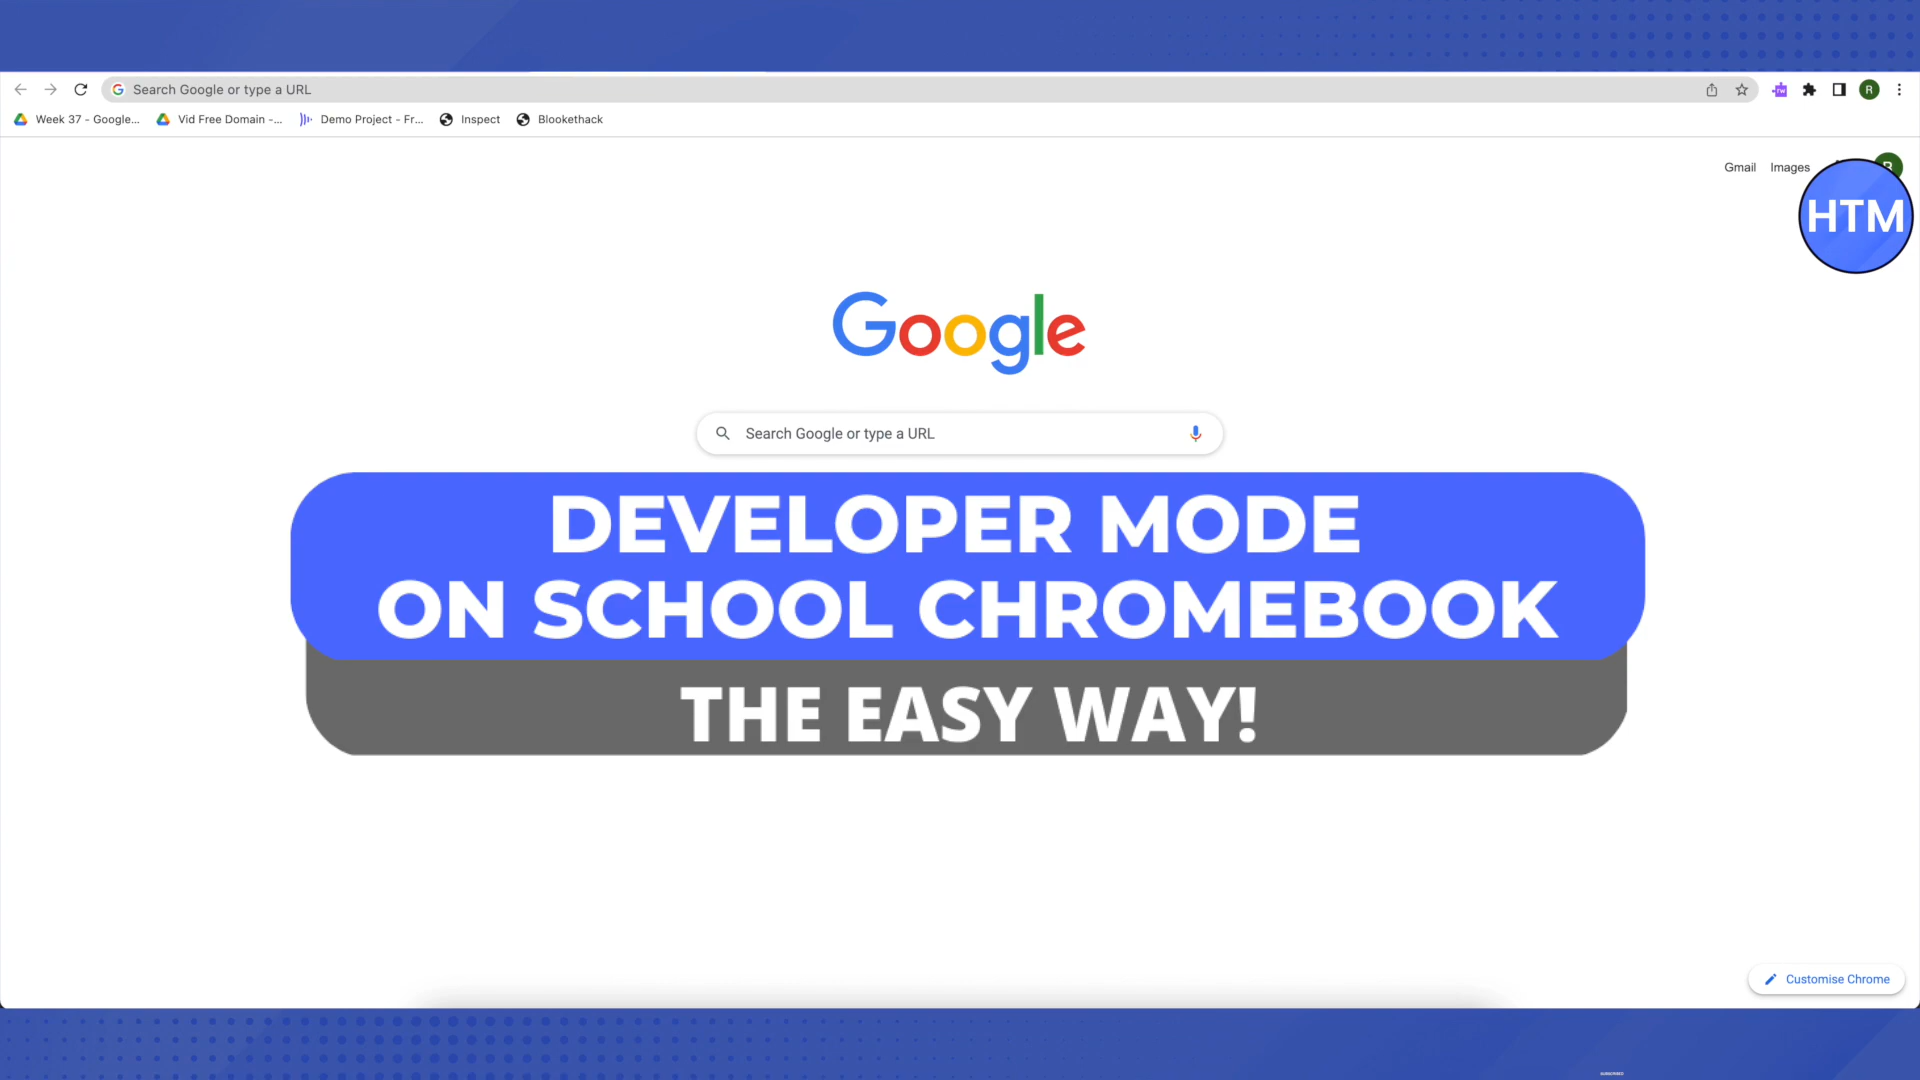 Search Google or type a URL
R
Week 37 - Google...
Vid Free Domain -...
Demo Project - Fr...
Inspect
Blookethack
Gmail
Images
HTM
Google
Search Google or type a URL
DEVELOPER MODE
ON SCHOOL CHROMEBOOK
THE EASY WAY!
Customise Chrome
SUBSCRIBED